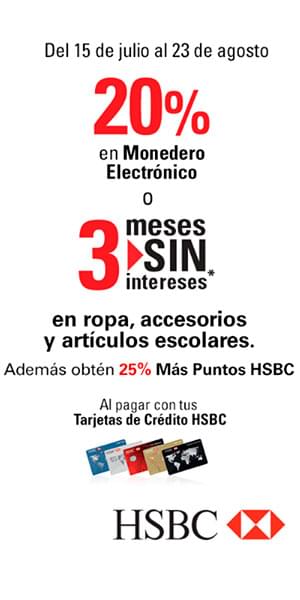 Del 15 de julio al 23 de agosto
20%
en Monedero
Electrónico
o
3 meses
SIN
intereses*
en ropa, accesorios
y artículos escolares.
Además obtén 25% Más Puntos HSBC
Al pagar con tus
Tarjetas de Crédito HSBC
HSBC